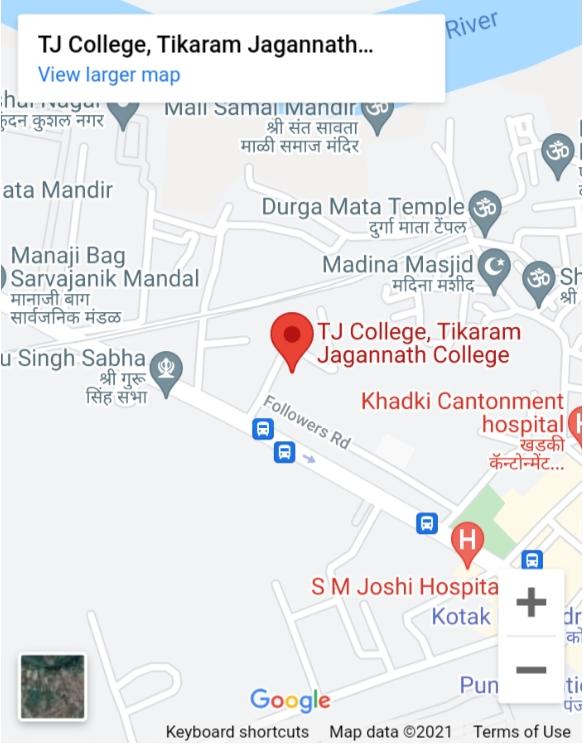 TJ College, Tikaram Jagannath...
View larger map
River
Nagar
कुंदन कुशल नगर
Mali Samaj Mandir
श्री संत सावता
माळी समाज मंदिर
ata Mandir
Durga Mata Temple
दुर्गा माता टेंपल
Manaji Bag
Sarvajanik Mandal
मानाजी बाग
सार्वजनिक मंडळ
Madina Masjid
मदिना मशीद
Sh
श्री
TJ College, Tikaram
Jagannath College
u Singh Sabha
श्री गुरू
सिंह सभा
Khadki Cantonment
hospital
खडकी
कॅन्टोन्मेंट...
Followers Rd
H
S M Joshi Hospita
Kotak
Pun
+
−
Google
Keyboard shortcuts Map data ©2021 Terms of Use